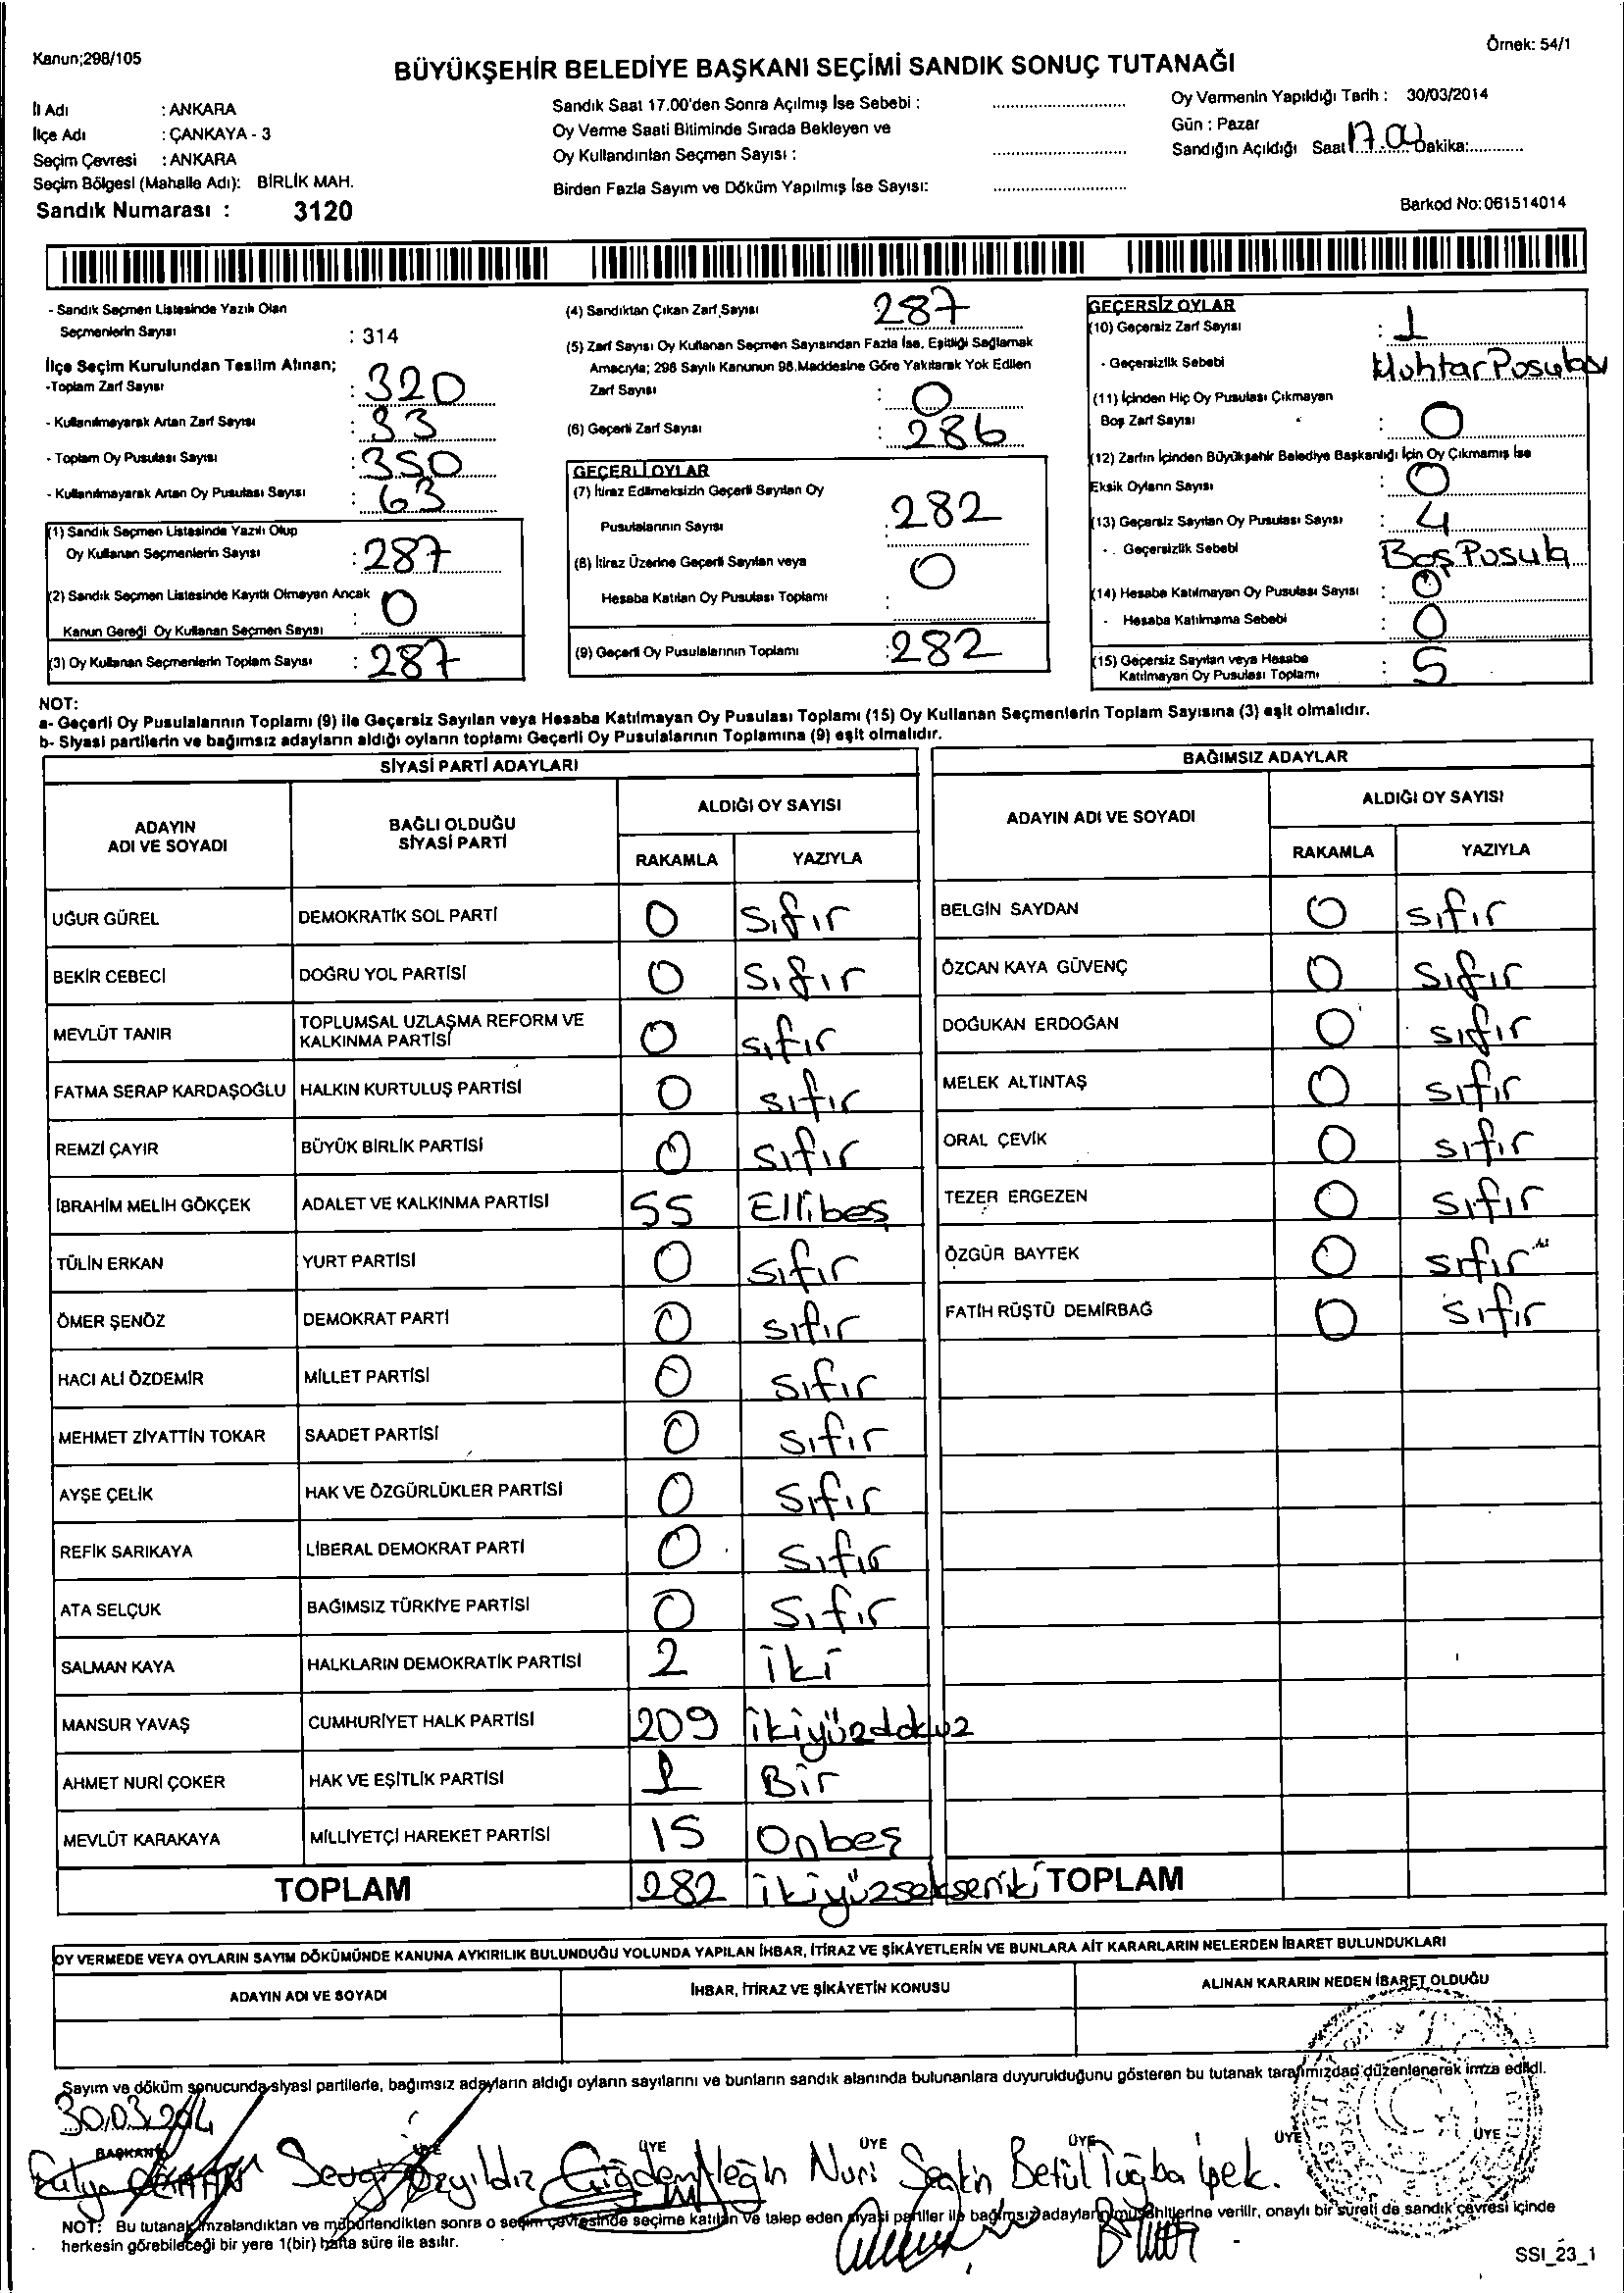 Kanun;298/105
Örnek: 54/1
BÜYÜKŞEHİR BELEDİYE BAŞKANI SEÇİMİ SANDIK SONUÇ TUTANAĞI
İl Adı : ANKARA
İlçe Adı : ÇANKAYA - 3
Seçim Çevresi : ANKARA
Seçim Bölgesi (Mahalle Adı): BİRLİK MAH.
Sandık Numarası : 3120
Sandık Saat 17.00'den Sonra Açılmış İse Sebebi :
Oy Verme Saati Bitiminde Sırada Bekleyen ve
Oy Kullandırılan Seçmen Sayısı :
Birden Fazla Sayım ve Döküm Yapılmış İse Sayısı:
Oy Vermenin Yapıldığı Tarih : 30/03/2014
Gün : Pazar
Sandığın Açıldığı Saat 17.00 Dakika:
Barkod No: 061514014
- Sandık Seçmen Listesinde Yazılı Olan
Seçmenlerin Sayısı : 314
İlçe Seçim Kurulundan Teslim Alınan;
-Toplam Zarf Sayısı : 320
- Kullanılmayarak Artan Zarf Sayısı : 33
- Toplam Oy Pusulası Sayısı : 350
- Kullanılmayarak Artan Oy Pusulası Sayısı : 63
(1) Sandık Seçmen Listesinde Yazılı Olup
Oy Kullanan Seçmenlerin Sayısı : 287
(2) Sandık Seçmen Listesinde Kayıtlı Olmayan Ancak
Kanun Gereği Oy Kullanan Seçmen Sayısı : 0
(3) Oy Kullanan Seçmenlerin Toplam Sayısı : 287
(4) Sandıktan Çıkan Zarf Sayısı 287
(5) Zarf Sayısı Oy Kullanan Seçmen Sayısından Fazla İse, Eşitliği Sağlamak
Amacıyla; 298 Sayılı Kanunun 98.Maddesine Göre Yakılarak Yok Edilen
Zarf Sayısı : 0
(6) Geçerli Zarf Sayısı : 286
GEÇERLİ OYLAR
(7) İtiraz Edilmeksizin Geçerli Sayılan Oy
Pusulalarının Sayısı : 282
(8) İtiraz Üzerine Geçerli Sayılan veya
Hesaba Katılan Oy Pusulası Toplamı : 0
(9) Geçerli Oy Pusulalarının Toplamı : 282
GEÇERSİZ OYLAR
(10) Geçersiz Zarf Sayısı : 1
- Geçersizlik Sebebi Muhtar Posulası
(11) İçinden Hiç Oy Pusulası Çıkmayan
Boş Zarf Sayısı : 0
(12) Zarfın İçinden Büyükşehir Belediye Başkanlığı İçin Oy Çıkmamış İse
Eksik Oyların Sayısı : 0
(13) Geçersiz Sayılan Oy Pusulası Sayısı : 4
- . Geçersizlik Sebebi Boş Pusula
(14) Hesaba Katılmayan Oy Pusulası Sayısı : 0
- Hesaba Katılmama Sebebi : 0
(15) Geçersiz Sayılan veya Hesaba
Katılmayan Oy Pusulası Toplamı : 5
NOT:
a- Geçerli Oy Pusulalarının Toplamı (9) ile Geçersiz Sayılan veya Hesaba Katılmayan Oy Pusulası Toplamı (15) Oy Kullanan Seçmenlerin Toplam Sayısına (3) eşit olmalıdır.
b- Siyasi partilerin ve bağımsız adayların aldığı oyların toplamı Geçerli Oy Pusulalarının Toplamına (9) eşit olmalıdır.
SİYASİ PARTİ ADAYLARI
ADAYIN ADI VE SOYADI
BAĞLI OLDUĞU SİYASİ PARTİ
ALDIĞI OY SAYISI
RAKAMLA YAZIYLA
UĞUR GÜREL DEMOKRATİK SOL PARTİ 0 Sıfır
BEKİR CEBECİ DOĞRU YOL PARTİSİ 0 Sıfır
MEVLÜT TANIR TOPLUMSAL UZLAŞMA REFORM VE KALKINMA PARTİSİ 0 sıfır
FATMA SERAP KARDAŞOĞLU HALKIN KURTULUŞ PARTİSİ 0 sıfır
REMZİ ÇAYIR BÜYÜK BİRLİK PARTİSİ 0 sıfır
İBRAHİM MELİH GÖKÇEK ADALET VE KALKINMA PARTİSİ 55 Ellibeş
TÜLİN ERKAN YURT PARTİSİ 0 sıfır
ÖMER ŞENÖZ DEMOKRAT PARTİ 0 sıfır
HACI ALİ ÖZDEMİR MİLLET PARTİSİ 0 sıfır
MEHMET ZİYATTİN TOKAR SAADET PARTİSİ 0 sıfır
AYŞE ÇELİK HAK VE ÖZGÜRLÜKLER PARTİSİ 0 sıfır
REFİK SARIKAYA LİBERAL DEMOKRAT PARTİ 0 sıfır
ATA SELÇUK BAĞIMSIZ TÜRKİYE PARTİSİ 0 sıfır
SALMAN KAYA HALKLARIN DEMOKRATİK PARTİSİ 2 iki
MANSUR YAVAŞ CUMHURİYET HALK PARTİSİ 209 ikiyüzdokuz
AHMET NURİ ÇOKER HAK VE EŞİTLİK PARTİSİ 1 Bir
MEVLÜT KARAKAYA MİLLİYETÇİ HAREKET PARTİSİ 15 Onbeş
TOPLAM 282 ikiyüzsekseniki
BAĞIMSIZ ADAYLAR
ADAYIN ADI VE SOYADI
ALDIĞI OY SAYISI
RAKAMLA YAZIYLA
BELGİN SAYDAN 0 sıfır
ÖZCAN KAYA GÜVENÇ 0 sıfır
DOĞUKAN ERDOĞAN 0 sıfır
MELEK ALTINTAŞ 0 sıfır
ORAL ÇEVİK 0 sıfır
TEZER ERGEZEN 0 sıfır
ÖZGÜR BAYTEK 0 sıfır
FATİH RÜŞTÜ DEMİRBAĞ 0 sıfır
TOPLAM
OY VERMEDE VEYA OYLARIN SAYIM DÖKÜMÜNDE KANUNA AYKIRILIK BULUNDUĞU YOLUNDA YAPILAN İHBAR, İTİRAZ VE ŞİKÂYETLERİN VE BUNLARA AİT KARARLARIN NELERDEN İBARET BULUNDUKLARI
ADAYIN ADI VE SOYADI
İHBAR, İTİRAZ VE ŞİKÂYETİN KONUSU
ALINAN KARARIN NEDEN İBARET OLDUĞU
Sayım ve döküm sonucunda siyasi partilerle, bağımsız adayların aldığı oyların sayılarını ve bunların sandık alanında bulunanlara duyurulduğunu gösteren bu tutanak tarafımızdan düzenlenerek imza edildi.
30.03.2014
BAŞKAN ÜYE ÜYE ÜYE ÜYE ÜYE ÜYE
Sevgi Özyıldız Çiğdem Nuri Seçkin Betül Tuğba İpek.
NOT: Bu tutanak imzalandıktan ve mühürlendikten sonra o seçim çevresinde seçime katılan ve talep eden siyasi partiler ile bağımsız adayların müşahitlerine verilir, onaylı bir sureti de sandık çevresi içinde
herkesin görebileceği bir yere 1(bir) hafta süre ile asılır.
SSI_23_1